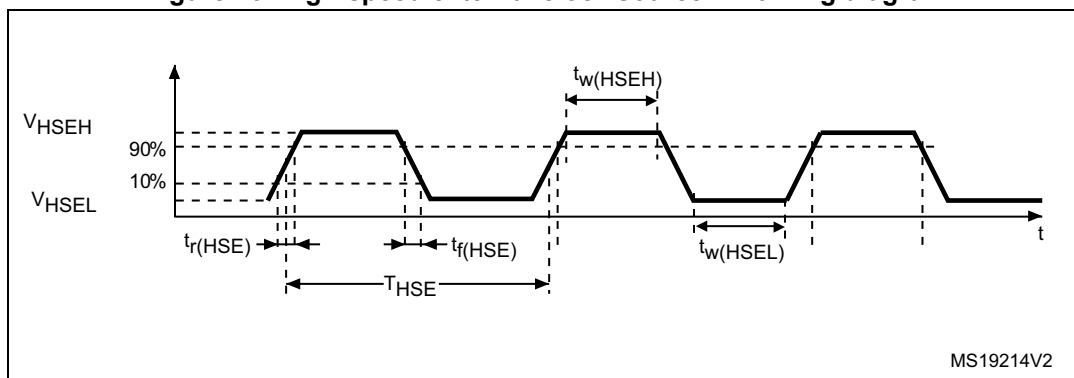 tw(HSEH)
VHSEH
90%
10%
VHSEL
tr(HSE)
tf(HSE)
THSE
tw(HSEL)
t
MS19214V2